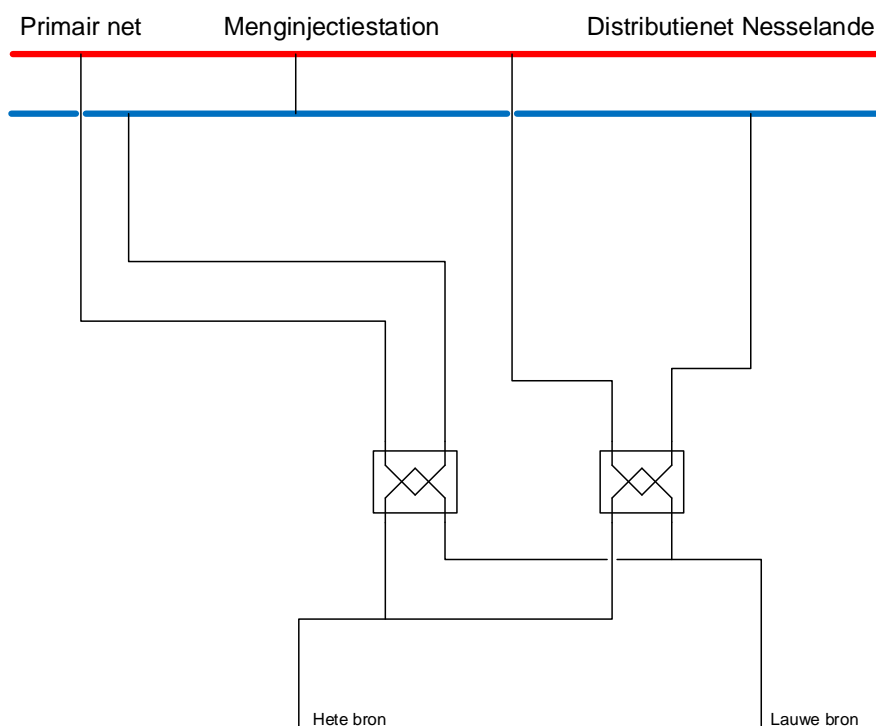 Primair net
Menginjectiestation
Distributienet Nesselande
Hete bron
Lauwe bron